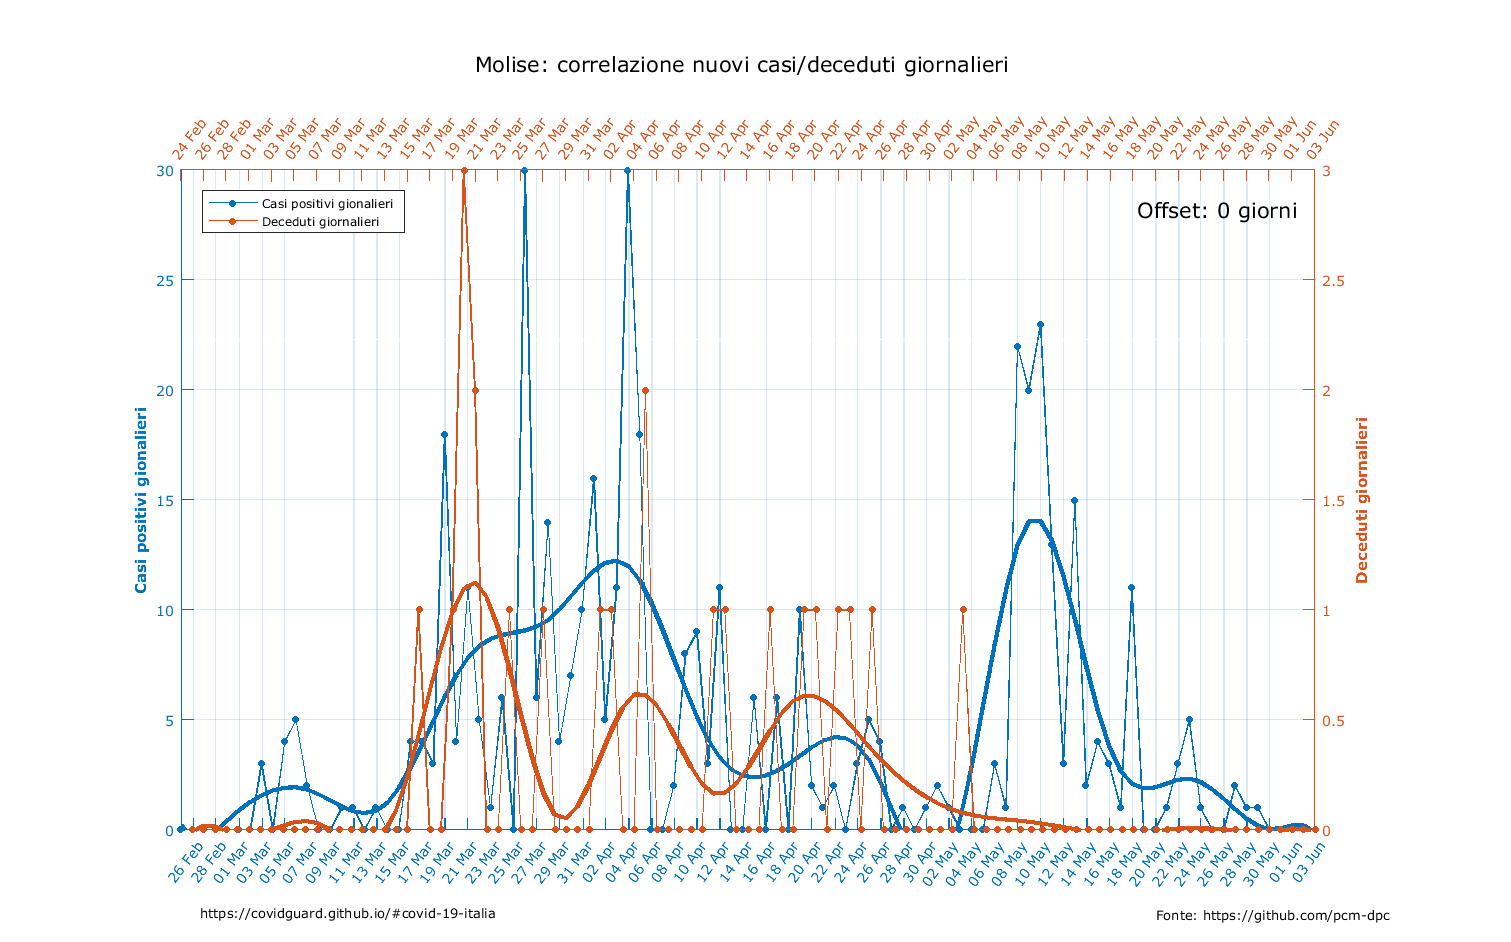 Molise: correlazione nuovi casi/deceduti giornalieri
24 Feb 26 Feb 28 Feb 01 Mar 03 Mar 05 Mar 07 Mar 09 Mar 11 Mar 13 Mar 15 Mar 17 Mar 19 Mar 21 Mar 23 Mar 25 Mar 27 Mar 29 Mar 31 Mar 02 Apr 04 Apr 06 Apr 08 Apr 10 Apr 12 Apr 14 Apr 16 Apr 18 Apr 20 Apr 22 Apr 24 Apr 26 Apr 28 Apr 30 Apr 02 May 04 May 06 May 08 May 10 May 12 May 14 May 16 May 18 May 20 May 22 May 24 May 26 May 28 May 30 May 01 Jun 03 Jun
30
25
20
15
10
5
0
Casi positivi gionalieri
Casi positivi gionalieri
Deceduti giornalieri
Offset: 0 giorni
3
2.5
2
1.5
1
0.5
0
Deceduti giornalieri
26 Feb 28 Feb 01 Mar 03 Mar 05 Mar 07 Mar 09 Mar 11 Mar 13 Mar 15 Mar 17 Mar 19 Mar 21 Mar 23 Mar 25 Mar 27 Mar 29 Mar 31 Mar 02 Apr 04 Apr 06 Apr 08 Apr 10 Apr 12 Apr 14 Apr 16 Apr 18 Apr 20 Apr 22 Apr 24 Apr 26 Apr 28 Apr 30 Apr 02 May 04 May 06 May 08 May 10 May 12 May 14 May 16 May 18 May 20 May 22 May 24 May 26 May 28 May 30 May 01 Jun 03 Jun
https://covidguard.github.io/#covid-19-italia
Fonte: https://github.com/pcm-dpc